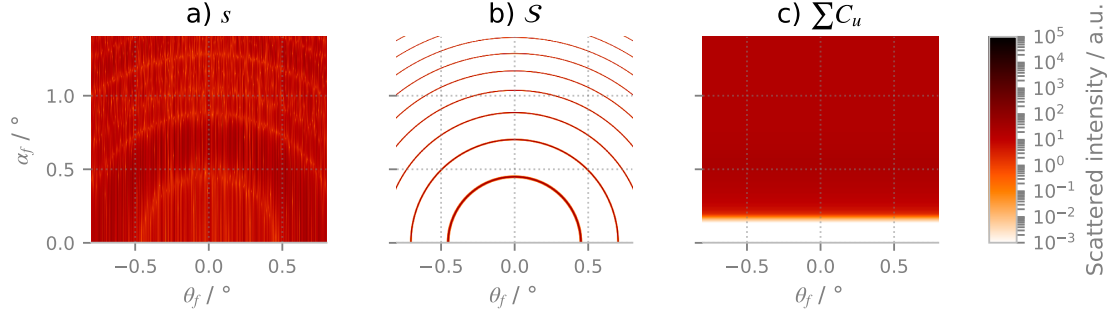 a) s
b) 𝒮
c) ∑C_u
α_f / °
1.0
0.5
0.0
−0.5 0.0 0.5
−0.5 0.0 0.5
−0.5 0.0 0.5
θ_f / °
θ_f / °
θ_f / °
10^5
10^4
10^3
10^2
10^1
10^0
10^−1
10^−2
10^−3
Scattered intensity / a.u.